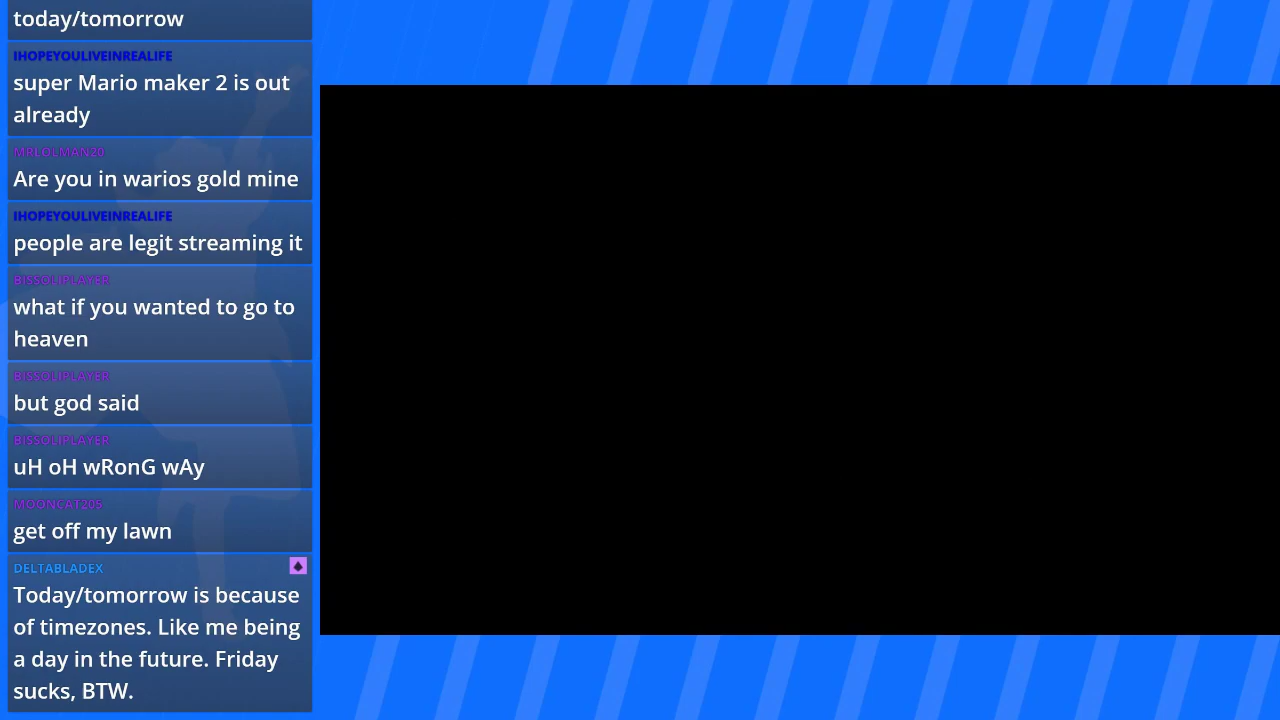 today/tomorrow
IHOPEYOULIVEINREALIFE
super Mario maker 2 is out
already
MRLOLMAN20
Are you in warios gold mine
IHOPEYOULIVEINREALIFE
people are legit streaming it
BISSOLIPLAYER
what if you wanted to go to
heaven
BISSOLIPLAYER
but god said
BISSOLIPLAYER
uH oH wRonG wAy
MOONCAT205
get off my lawn
DELTABLADEX
Today/tomorrow is because
of timezones. Like me being
a day in the future. Friday
sucks, BTW.